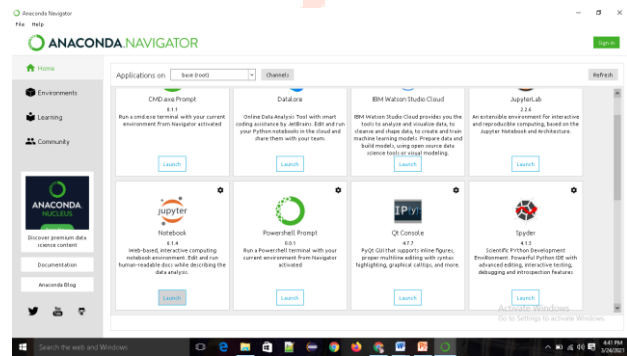 Anaconda Navigator
File Help
ANACONDA.NAVIGATOR
Sign in
Home
Environments
Learning
Community
ANACONDA
NUCLEUS
Discover premium data
science content
Documentation
Anaconda Blog
Applications on base (root) Channels
Refresh
CMD.exe Prompt
0.1.1
Run a cmd.exe terminal with your current
environment from Navigator activated
Launch
Datalore
Online Data Analysis Tool with smart
coding assistance by JetBrains. Edit and run
your Python notebooks in the cloud and
share them with your team.
Launch
IBM Watson Studio Cloud
IBM Watson Studio Cloud provides you the
tools to analyze and visualize data, to
cleanse and shape data, to create and train
machine learning models. Prepare data and
build models, using open source data
science tools or visual modeling.
Launch
JupyterLab
2.2.6
An extensible environment for interactive
and reproducible computing, based on the
Jupyter Notebook and Architecture.
Launch
jupyter
Notebook
6.1.4
Web-based, interactive computing
notebook environment. Edit and run
human-readable docs while describing the
data analysis.
Launch
Powershell Prompt
0.0.1
Run a Powershell terminal with your
current environment from Navigator
activated
Launch
IP[y]:
Qt Console
4.7.7
PyQt GUI that supports inline figures,
proper multiline editing with syntax
highlighting, graphical calltips, and more.
Launch
Spyder
4.1.5
Scientific PYthon Development
EnviRonment. Powerful Python IDE with
advanced editing, interactive testing,
debugging and introspection features
Launch
Activate Windows
Go to Settings to activate Windows.
Search the web and Windows
4:41 PM
3/24/2021